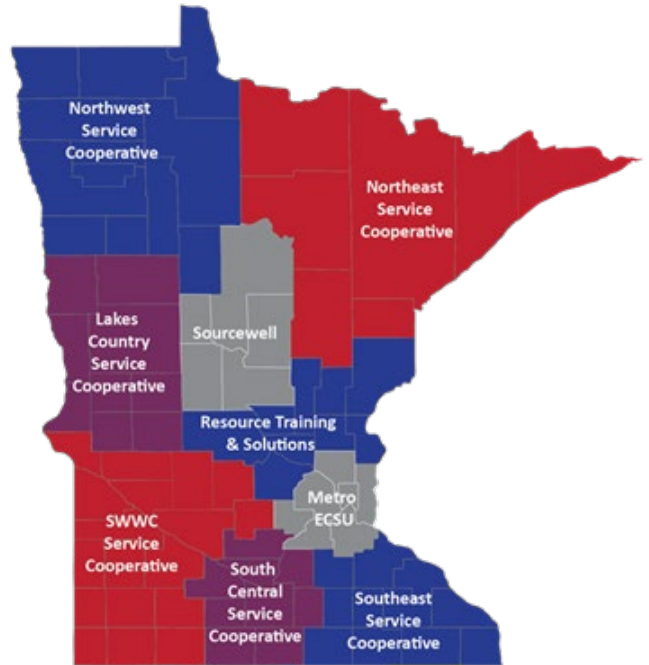 Northwest
Service
Cooperative
Northeast
Service
Cooperative
Lakes
Country
Service
Cooperative
Sourcewell
Resource Training
& Solutions
Metro
ECSU
SWWC
Service
Cooperative
South
Central
Service
Cooperative
Southeast
Service
Cooperative